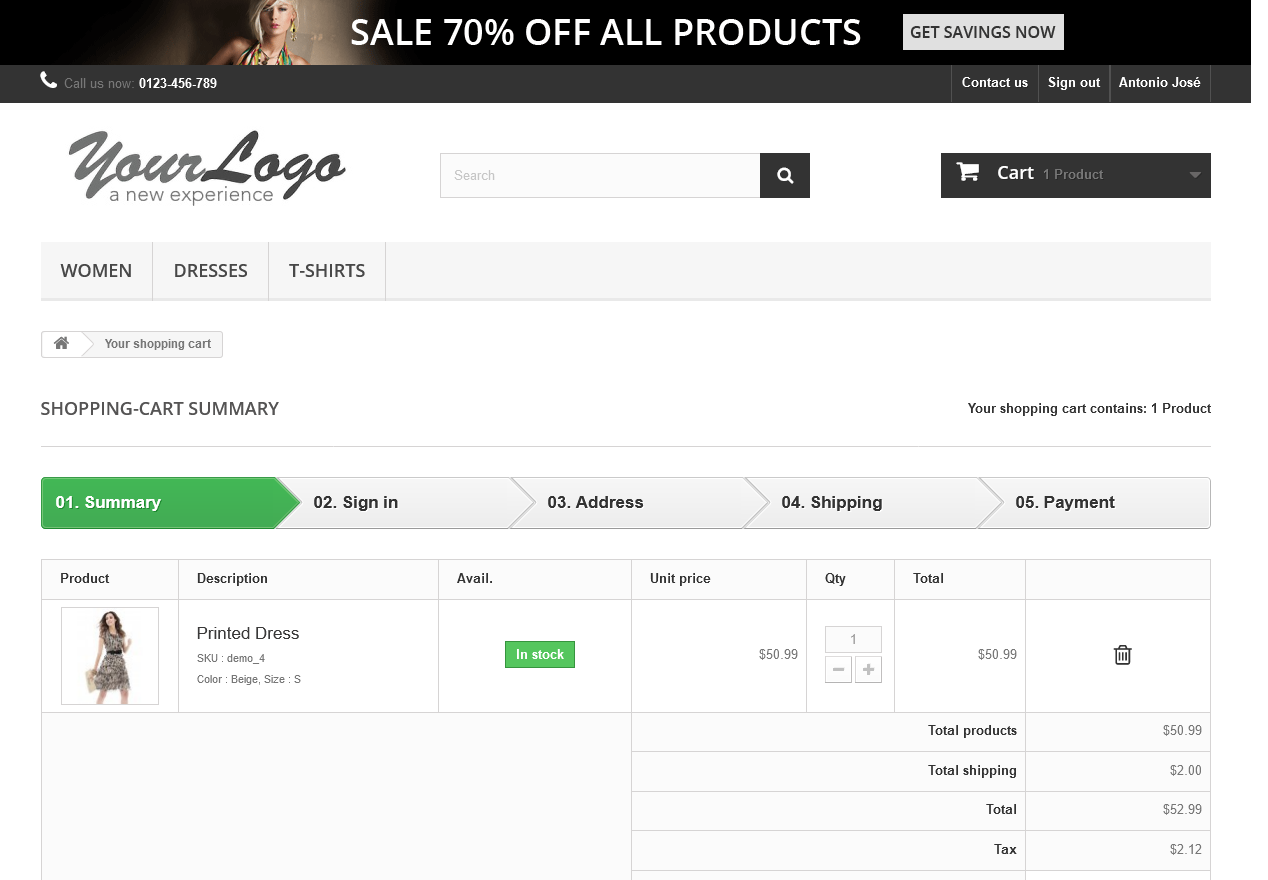 SALE 70% OFF ALL PRODUCTS GET SAVINGS NOW
Call us now: 0123-456-789 Contact us Sign out Antonio José
YourLogo
a new experience
Search
Cart 1 Product
WOMEN DRESSES T-SHIRTS
Your shopping cart
SHOPPING-CART SUMMARY Your shopping cart contains: 1 Product
01. Summary 02. Sign in 03. Address 04. Shipping 05. Payment
Product Description Avail. Unit price Qty Total
Printed Dress
SKU : demo_4
Color : Beige, Size : S
In stock
$50.99
1
$50.99
Total products $50.99
Total shipping $2.00
Total $52.99
Tax $2.12